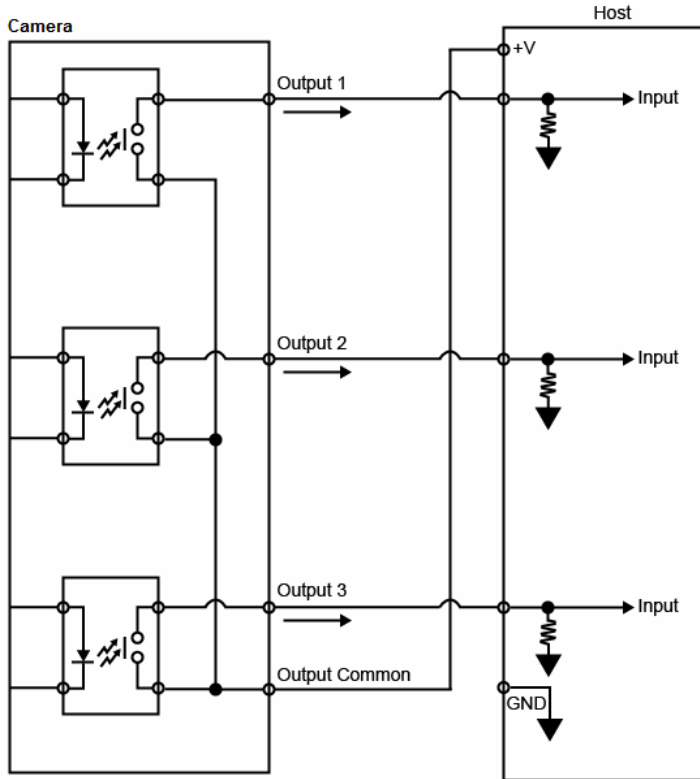 Host
Camera
+V
Output 1
Input
Output 2
Input
Output 3
Input
Output Common
GND